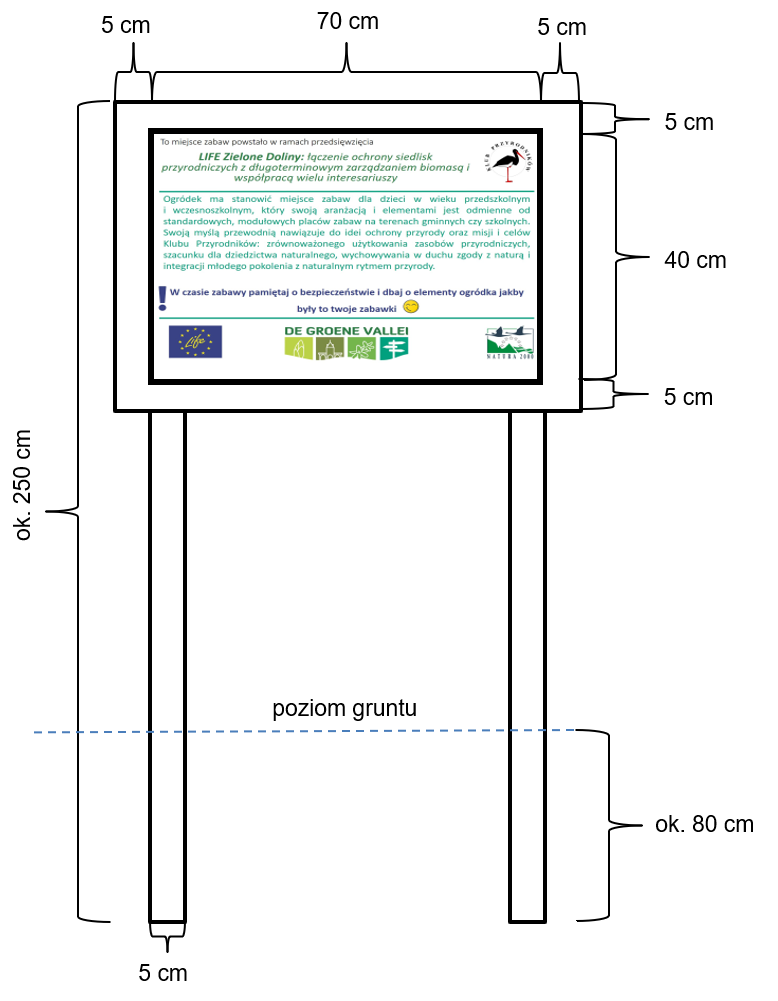 5 cm
70 cm
5 cm
5 cm
To miejsce zabaw powstało w ramach przedsięwzięcia
LIFE Zielone Doliny: łączenie ochrony siedlisk
przyrodniczych z długoterminowym zarządzaniem biomasą i
współpracą wielu interesariuszy
KLUB PRZYRODNIKÓW
40 cm
Ogródek ma stanowić miejsce zabaw dla dzieci w wieku przedszkolnym
i wczesnoszkolnym, który swoją aranżacją i elementami jest odmienne od
standardowych, modułowych placów zabaw na terenach gminnych czy szkolnych.
Swoją myślą przewodnią nawiązuje do idei ochrony przyrody oraz misji i celów
Klubu Przyrodników: zrównoważonego użytkowania zasobów przyrodniczych,
szacunku dla dziedzictwa naturalnego, wychowywania w duchu zgody z naturą i
integracji młodego pokolenia z naturalnym rytmem przyrody.
! W czasie zabawy pamiętaj o bezpieczeństwie i dbaj o elementy ogródka jakby
były to twoje zabawki
Life
DE GROENE VALLEI
NATURA 2000
5 cm
ok. 250 cm
poziom gruntu
ok. 80 cm
5 cm